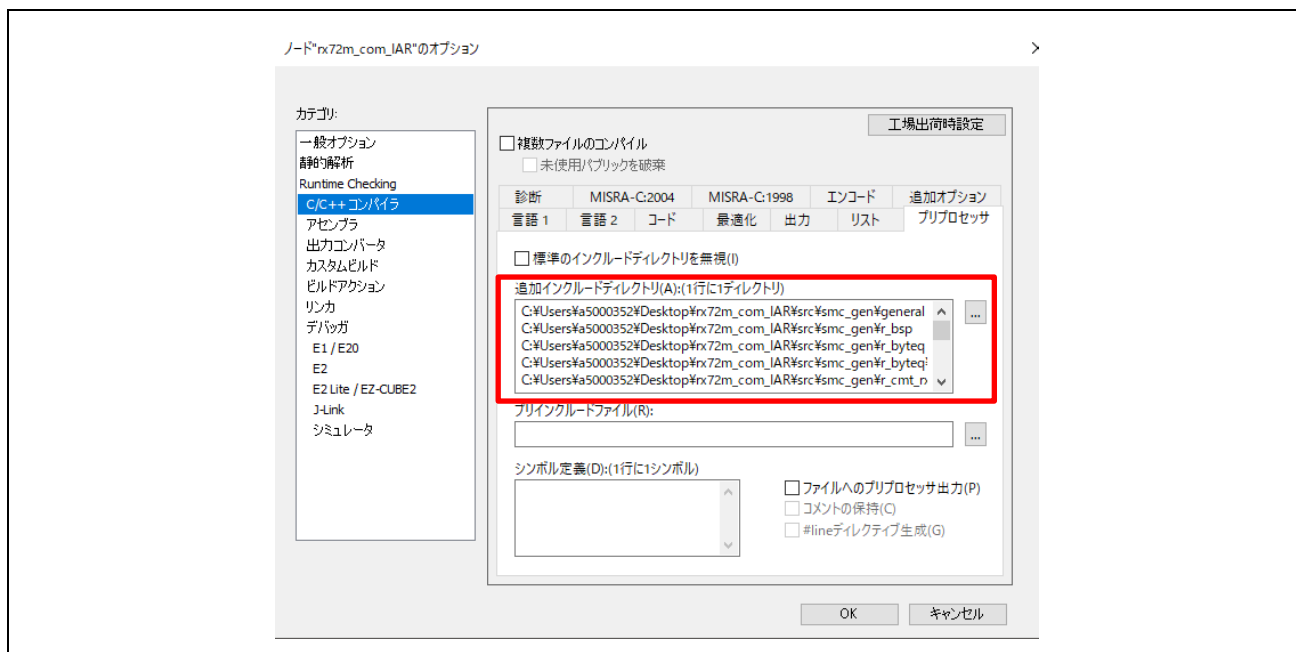 ノード"rx72m_com_IAR"のオプション
カテゴリ:
一般オプション
静的解析
Runtime Checking
C/C++ コンパイラ
アセンブラ
出力コンバータ
カスタムビルド
ビルドアクション
リンカ
デバッガ
E1 / E20
E2
E2 Lite / EZ-CUBE2
J-Link
シミュレータ
工場出荷時設定
複数ファイルのコンパイル
未使用パブリックを破棄
診断 MISRA-C:2004 MISRA-C:1998 エンコード 追加オプション
言語 1 言語 2 コード 最適化 出力 リスト プリプロセッサ
標準のインクルードディレクトリを無視(I)
追加インクルードディレクトリ(A):(1行に1ディレクトリ)
C:¥Users¥a5000352¥Desktop¥rx72m_com_IAR¥src¥smc_gen¥general
...
C:¥Users¥a5000352¥Desktop¥rx72m_com_IAR¥src¥smc_gen¥r_bsp
C:¥Users¥a5000352¥Desktop¥rx72m_com_IAR¥src¥smc_gen¥r_byteq
C:¥Users¥a5000352¥Desktop¥rx72m_com_IAR¥src¥smc_gen¥r_byteq¥
C:¥Users¥a5000352¥Desktop¥rx72m_com_IAR¥src¥smc_gen¥r_cmt_n
プリインクルードファイル(R):
...
シンボル定義(D):(1行に1シンボル)
ファイルへのプリプロセッサ出力(P)
コメントの保持(C)
#lineディレクティブ生成(G)
OK キャンセル